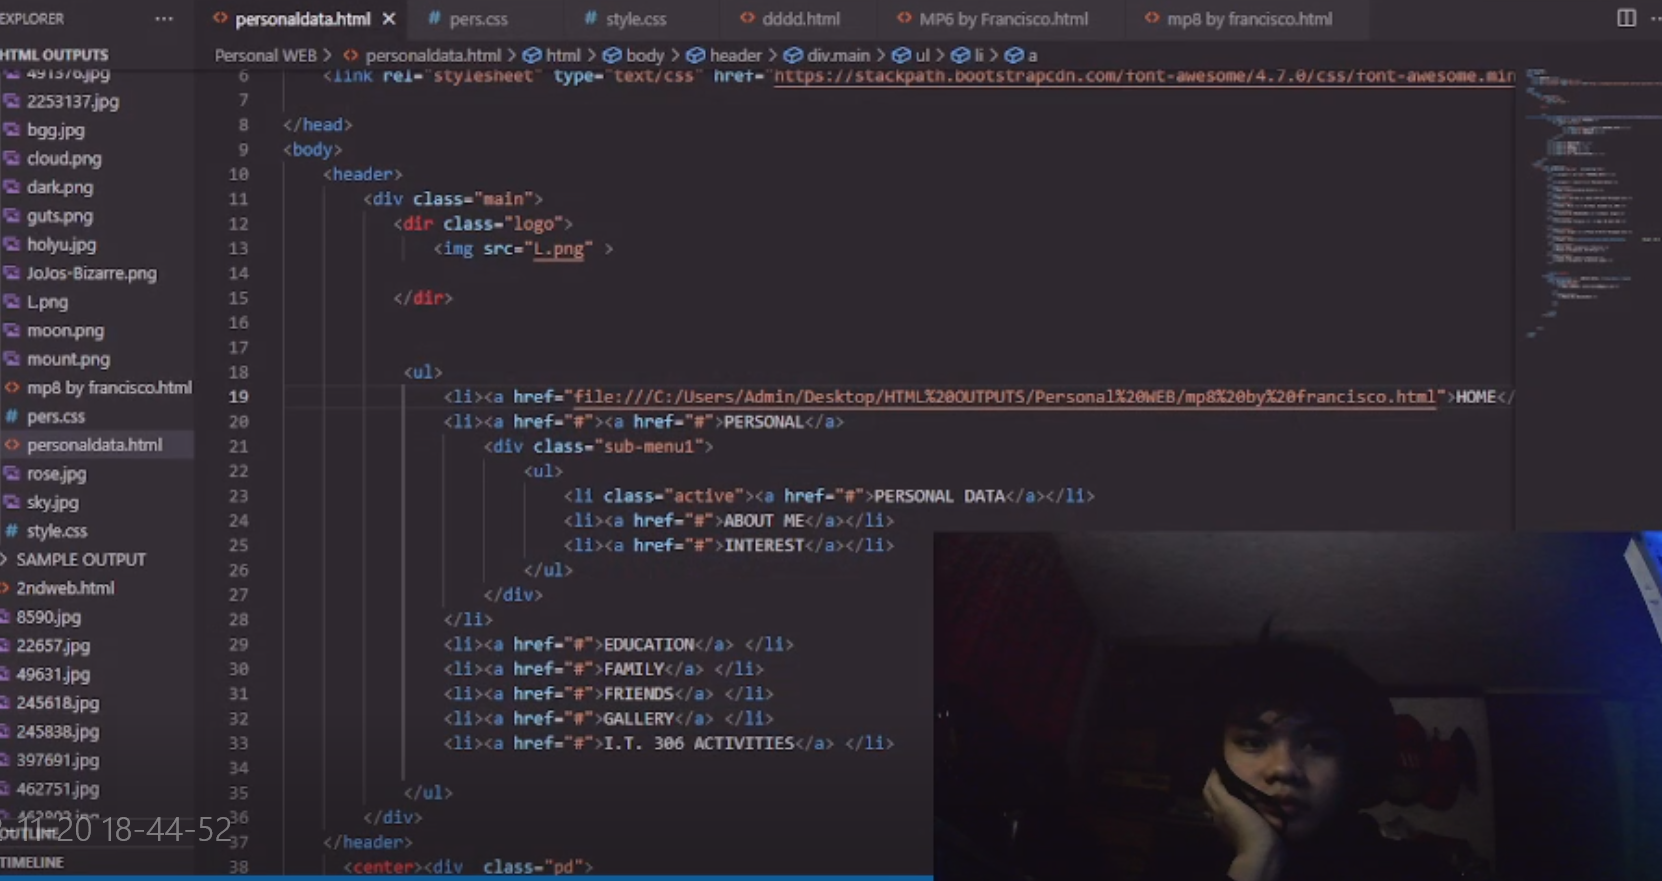 EXPLORER ···
personaldata.html ×
pers.css
style.css
dddd.html
MP6 by Francisco.html
mp8 by francisco.html
HTML OUTPUTS
491376.jpg
2253137.jpg
bgg.jpg
cloud.png
dark.png
guts.png
holyu.jpg
JoJos-Bizarre.png
L.png
moon.png
mount.png
mp8 by francisco.html
pers.css
personaldata.html
rose.jpg
sky.jpg
style.css
SAMPLE OUTPUT
2ndweb.html
8590.jpg
22657.jpg
49631.jpg
245618.jpg
245838.jpg
397691.jpg
462751.jpg
OUTLINE
-11-20 18-44-52
TIMELINE
Personal WEB > personaldata.html > html > body > header > div.main > ul > li > a
6 <link rel="stylesheet" type="text/css" href="https://stackpath.bootstrapcdn.com/font-awesome/4.7.0/css/font-awesome.min
7
8 </head>
9 <body>
10 <header>
11 <div class="main">
12 <dir class="logo">
13 <img src="L.png" >
14
15 </dir>
16
17
18 <ul>
19 <li><a href="file:///C:/Users/Admin/Desktop/HTML%20OUTPUTS/Personal%20WEB/mp8%20by%20francisco.html">HOME</
20 <li><a href="#"><a href="#">PERSONAL</a>
21 <div class="sub-menu1">
22 <ul>
23 <li class="active"><a href="#">PERSONAL DATA</a></li>
24 <li><a href="#">ABOUT ME</a></li>
25 <li><a href="#">INTEREST</a></li>
26 </ul>
27 </div>
28 </li>
29 <li><a href="#">EDUCATION</a> </li>
30 <li><a href="#">FAMILY</a> </li>
31 <li><a href="#">FRIENDS</a> </li>
32 <li><a href="#">GALLERY</a> </li>
33 <li><a href="#">I.T. 306 ACTIVITIES</a> </li>
34
35 </ul>
36 </div>
37 </header>
38 <center><div class="pd">